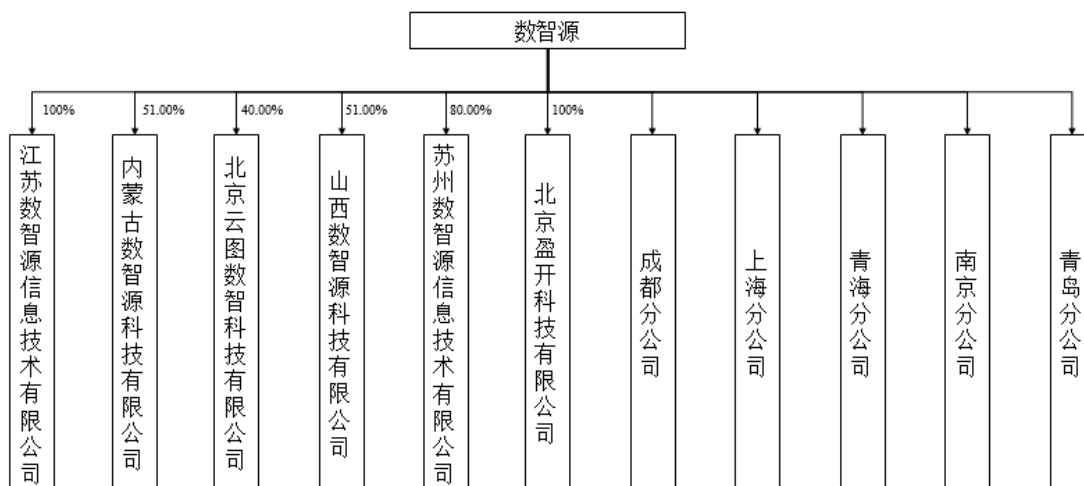 数智源
100%
51.00%
40.00%
51.00%
80.00%
100%
江苏数智源信息技术有限公司
内蒙古数智源科技有限公司
北京云图数智科技有限公司
山西数智源科技有限公司
苏州数智源信息技术有限公司
北京盈开科技有限公司
成都分公司
上海分公司
青海分公司
南京分公司
青岛分公司